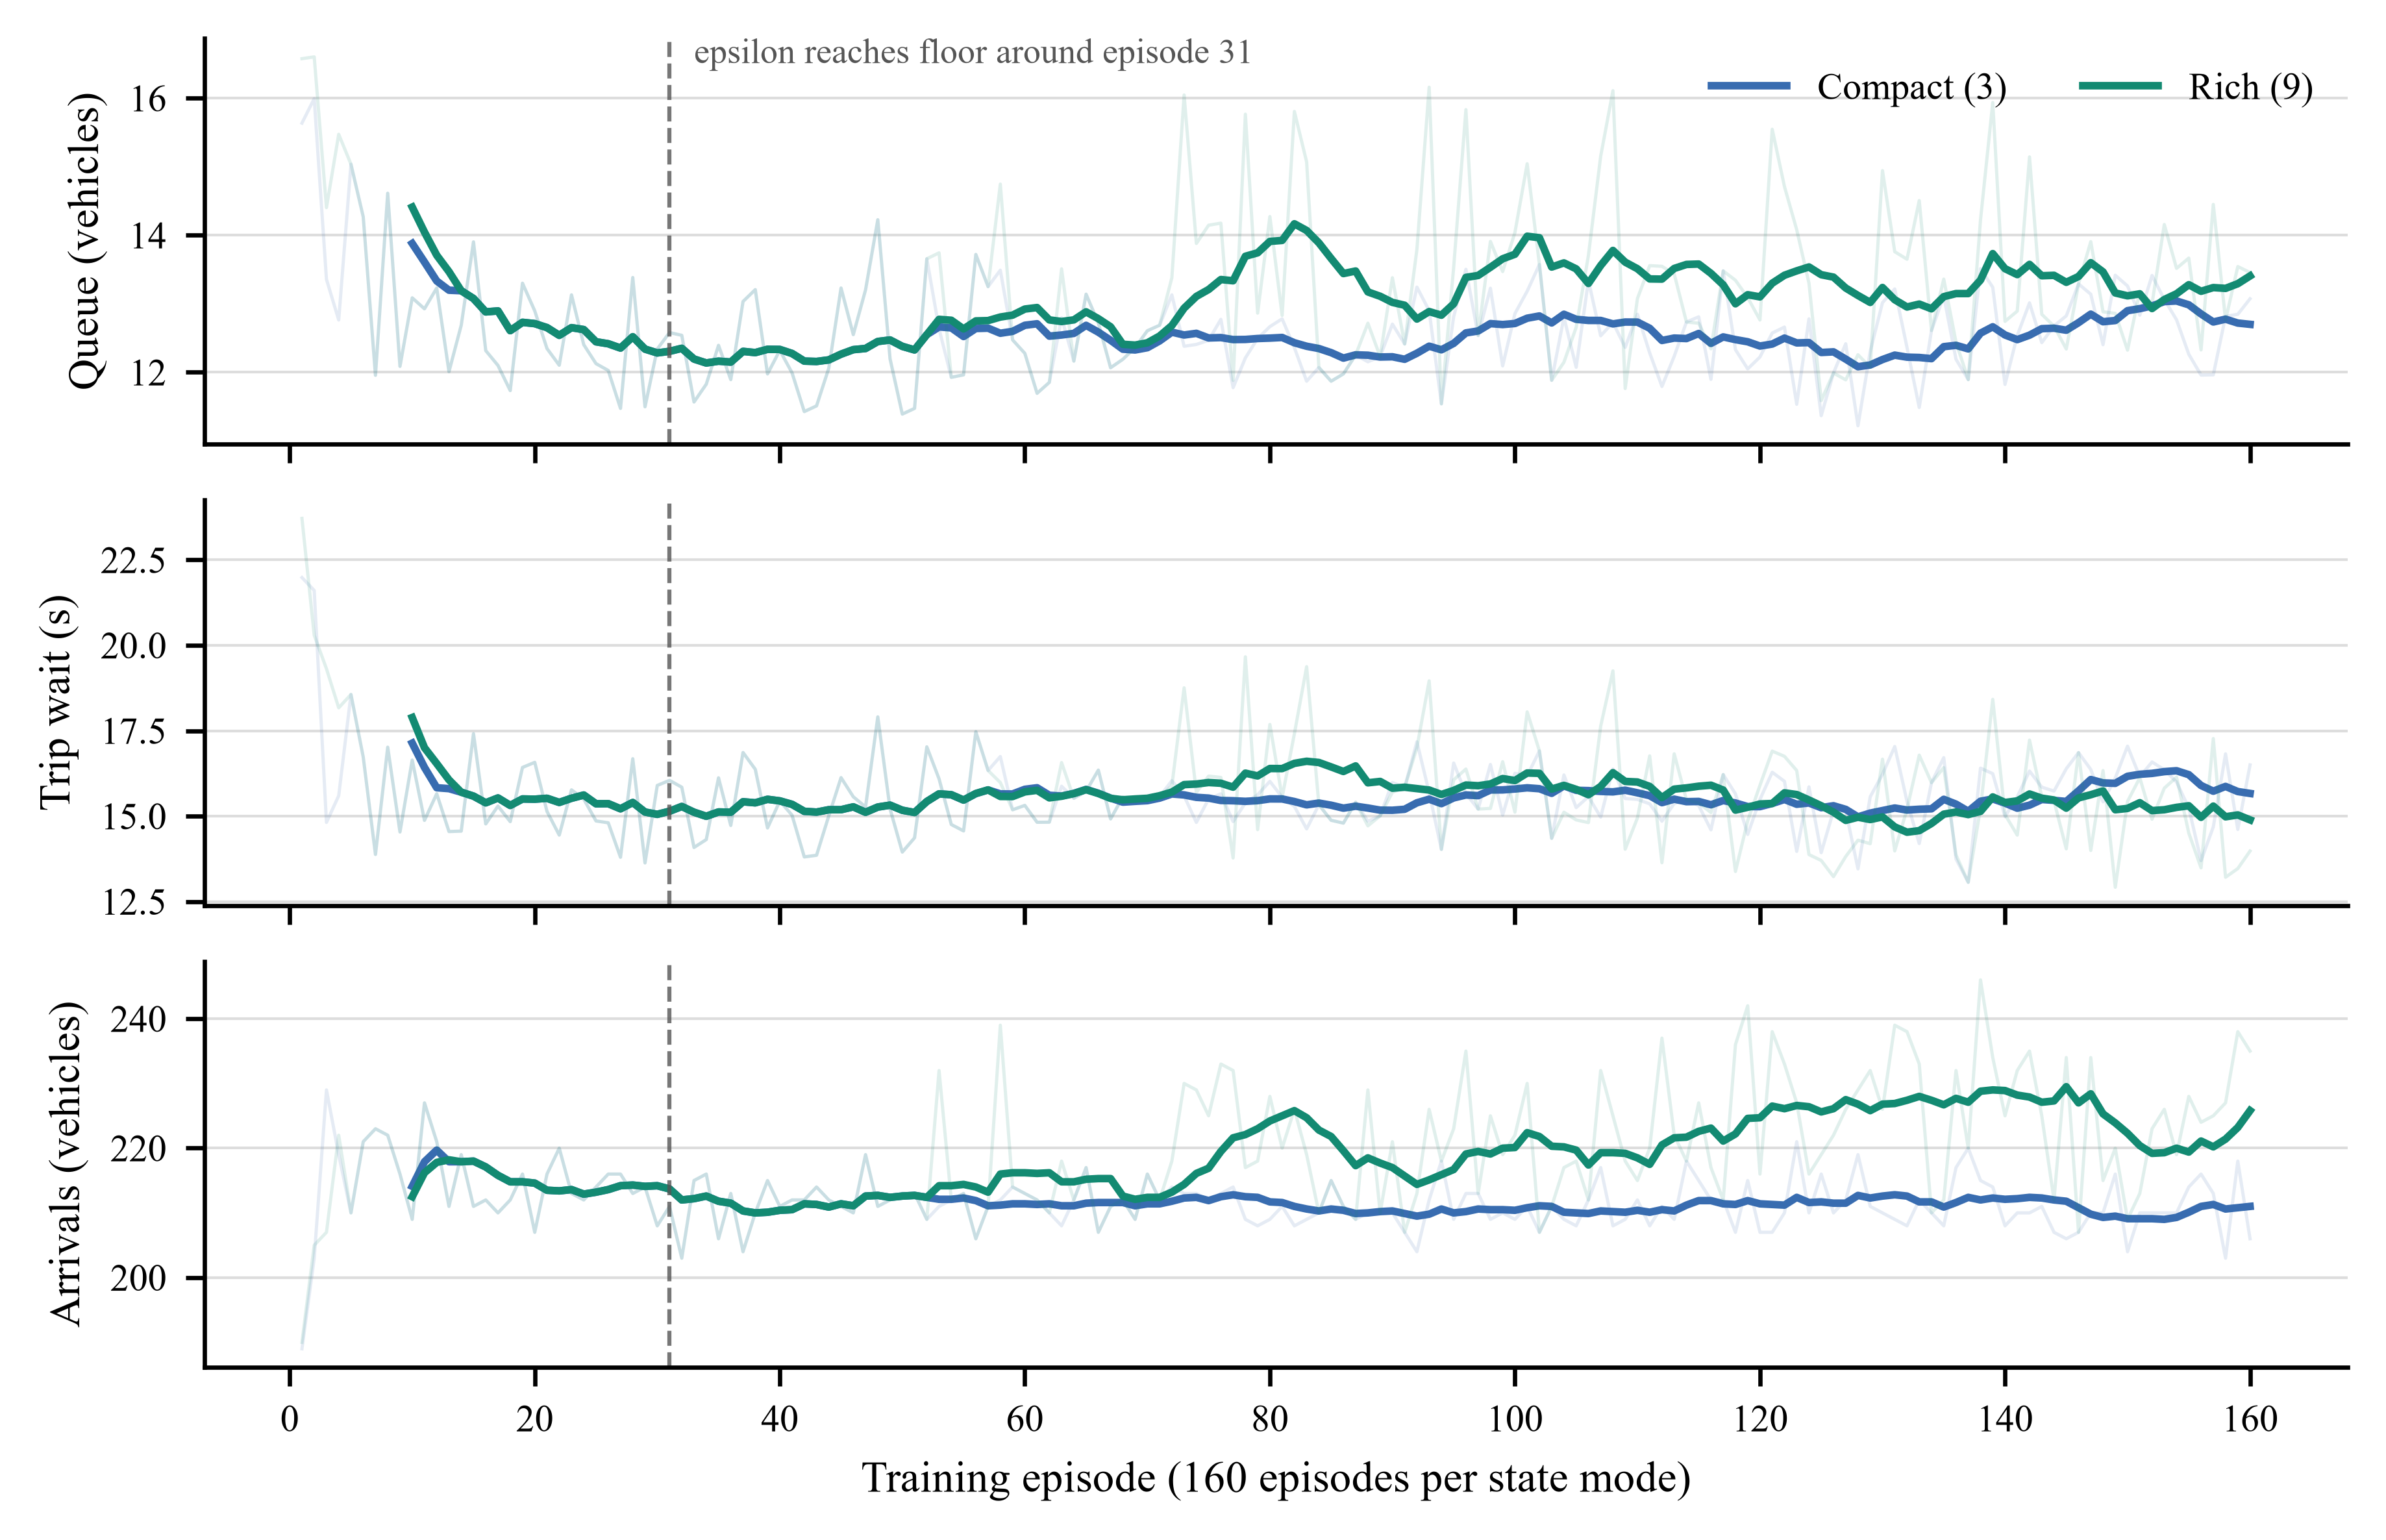 epsilon reaches floor around episode 31
Compact (3)
Rich (9)
Queue (vehicles)
16
14
12
Trip wait (s)
22.5
20.0
17.5
15.0
12.5
Arrivals (vehicles)
240
220
200
0 20 40 60 80 100 120 140 160
Training episode (160 episodes per state mode)